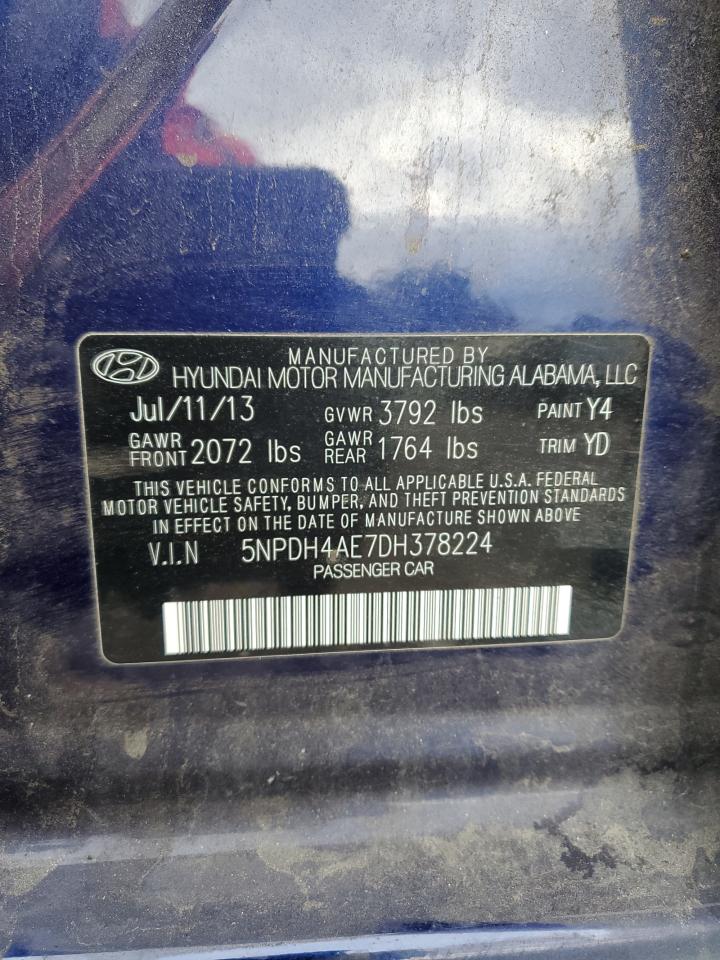 MANUFACTURED BY
HYUNDAI MOTOR MANUFACTURING ALABAMA, LLC
Jul/11/13 GVWR 3792 lbs PAINT Y4
GAWR FRONT 2072 lbs GAWR REAR 1764 lbs TRIM YD
THIS VEHICLE CONFORMS TO ALL APPLICABLE U.S.A. FEDERAL
MOTOR VEHICLE SAFETY, BUMPER, AND THEFT PREVENTION STANDARDS
IN EFFECT ON THE DATE OF MANUFACTURE SHOWN ABOVE.
V.I.N 5NPDH4AE7DH378224
PASSENGER CAR